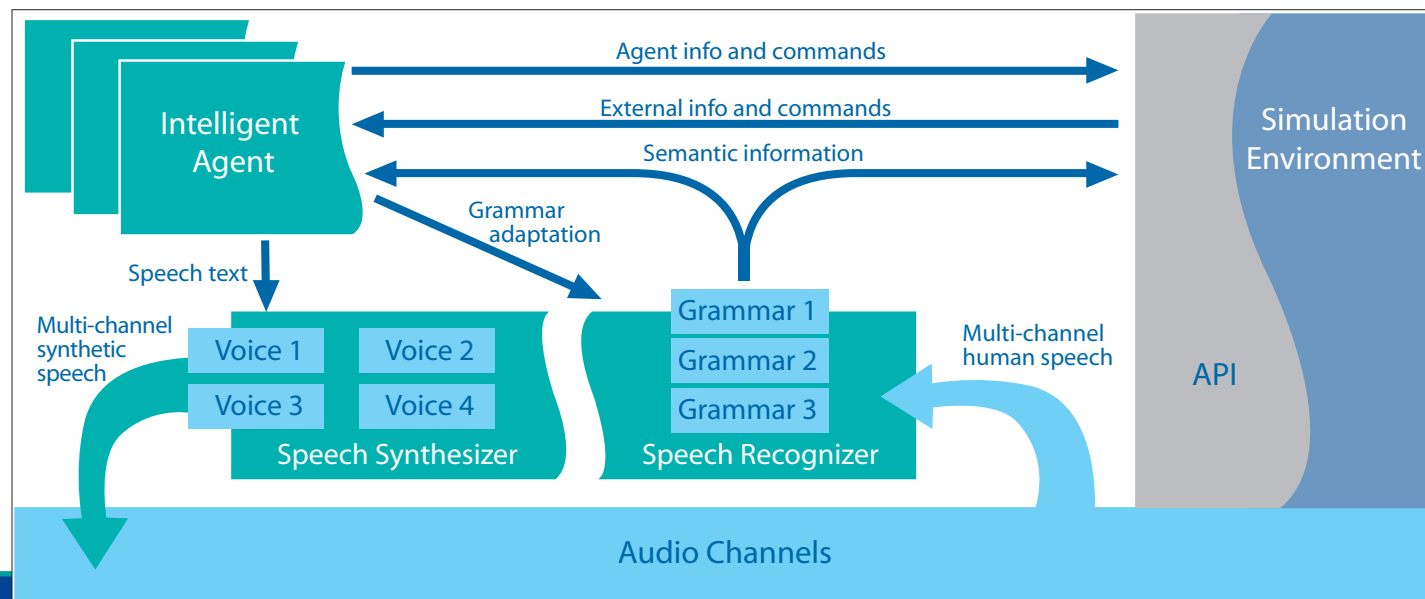 Agent info and commands
External info and commands
Semantic information
Intelligent
Agent
Simulation
Environment
Grammar
adaptation
Speech text
Multi-channel
synthetic
speech
Voice 1
Voice 2
Voice 3
Voice 4
Speech Synthesizer
Grammar 1
Grammar 2
Grammar 3
Speech Recognizer
Multi-channel
human speech
API
Audio Channels